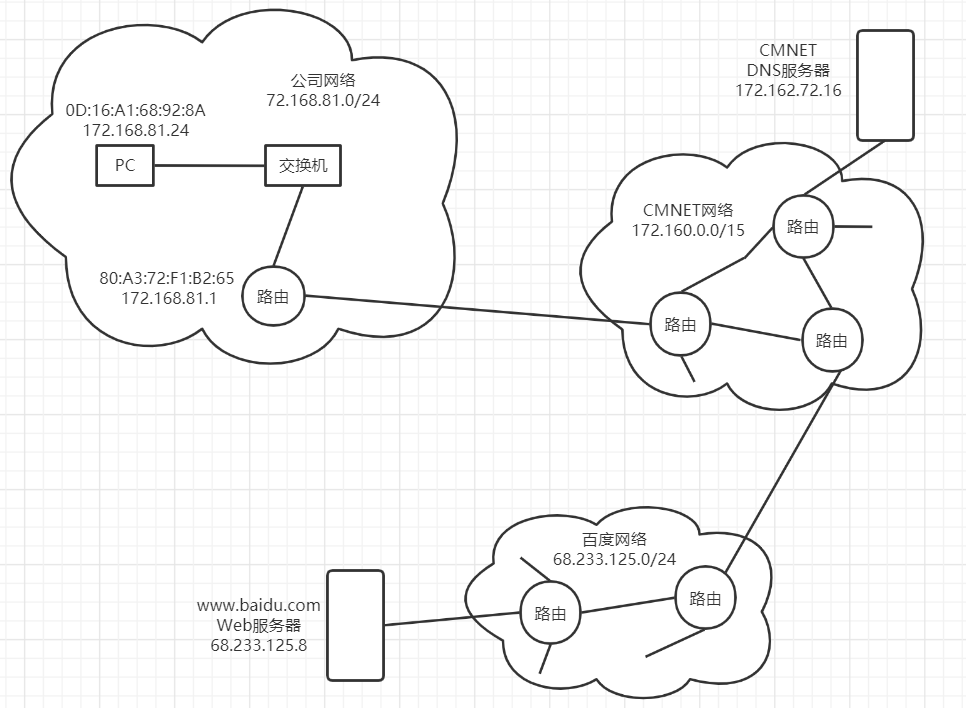 公司网络
72.168.81.0/24
0D:16:A1:68:92:8A
172.168.81.24
PC
交换机
80:A3:72:F1:B2:65
172.168.81.1
路由
CMNET
DNS服务器
172.162.72.16
CMNET网络
172.160.0.0/15
路由
路由
路由
百度网络
68.233.125.0/24
路由
路由
www.baidu.com
Web服务器
68.233.125.8